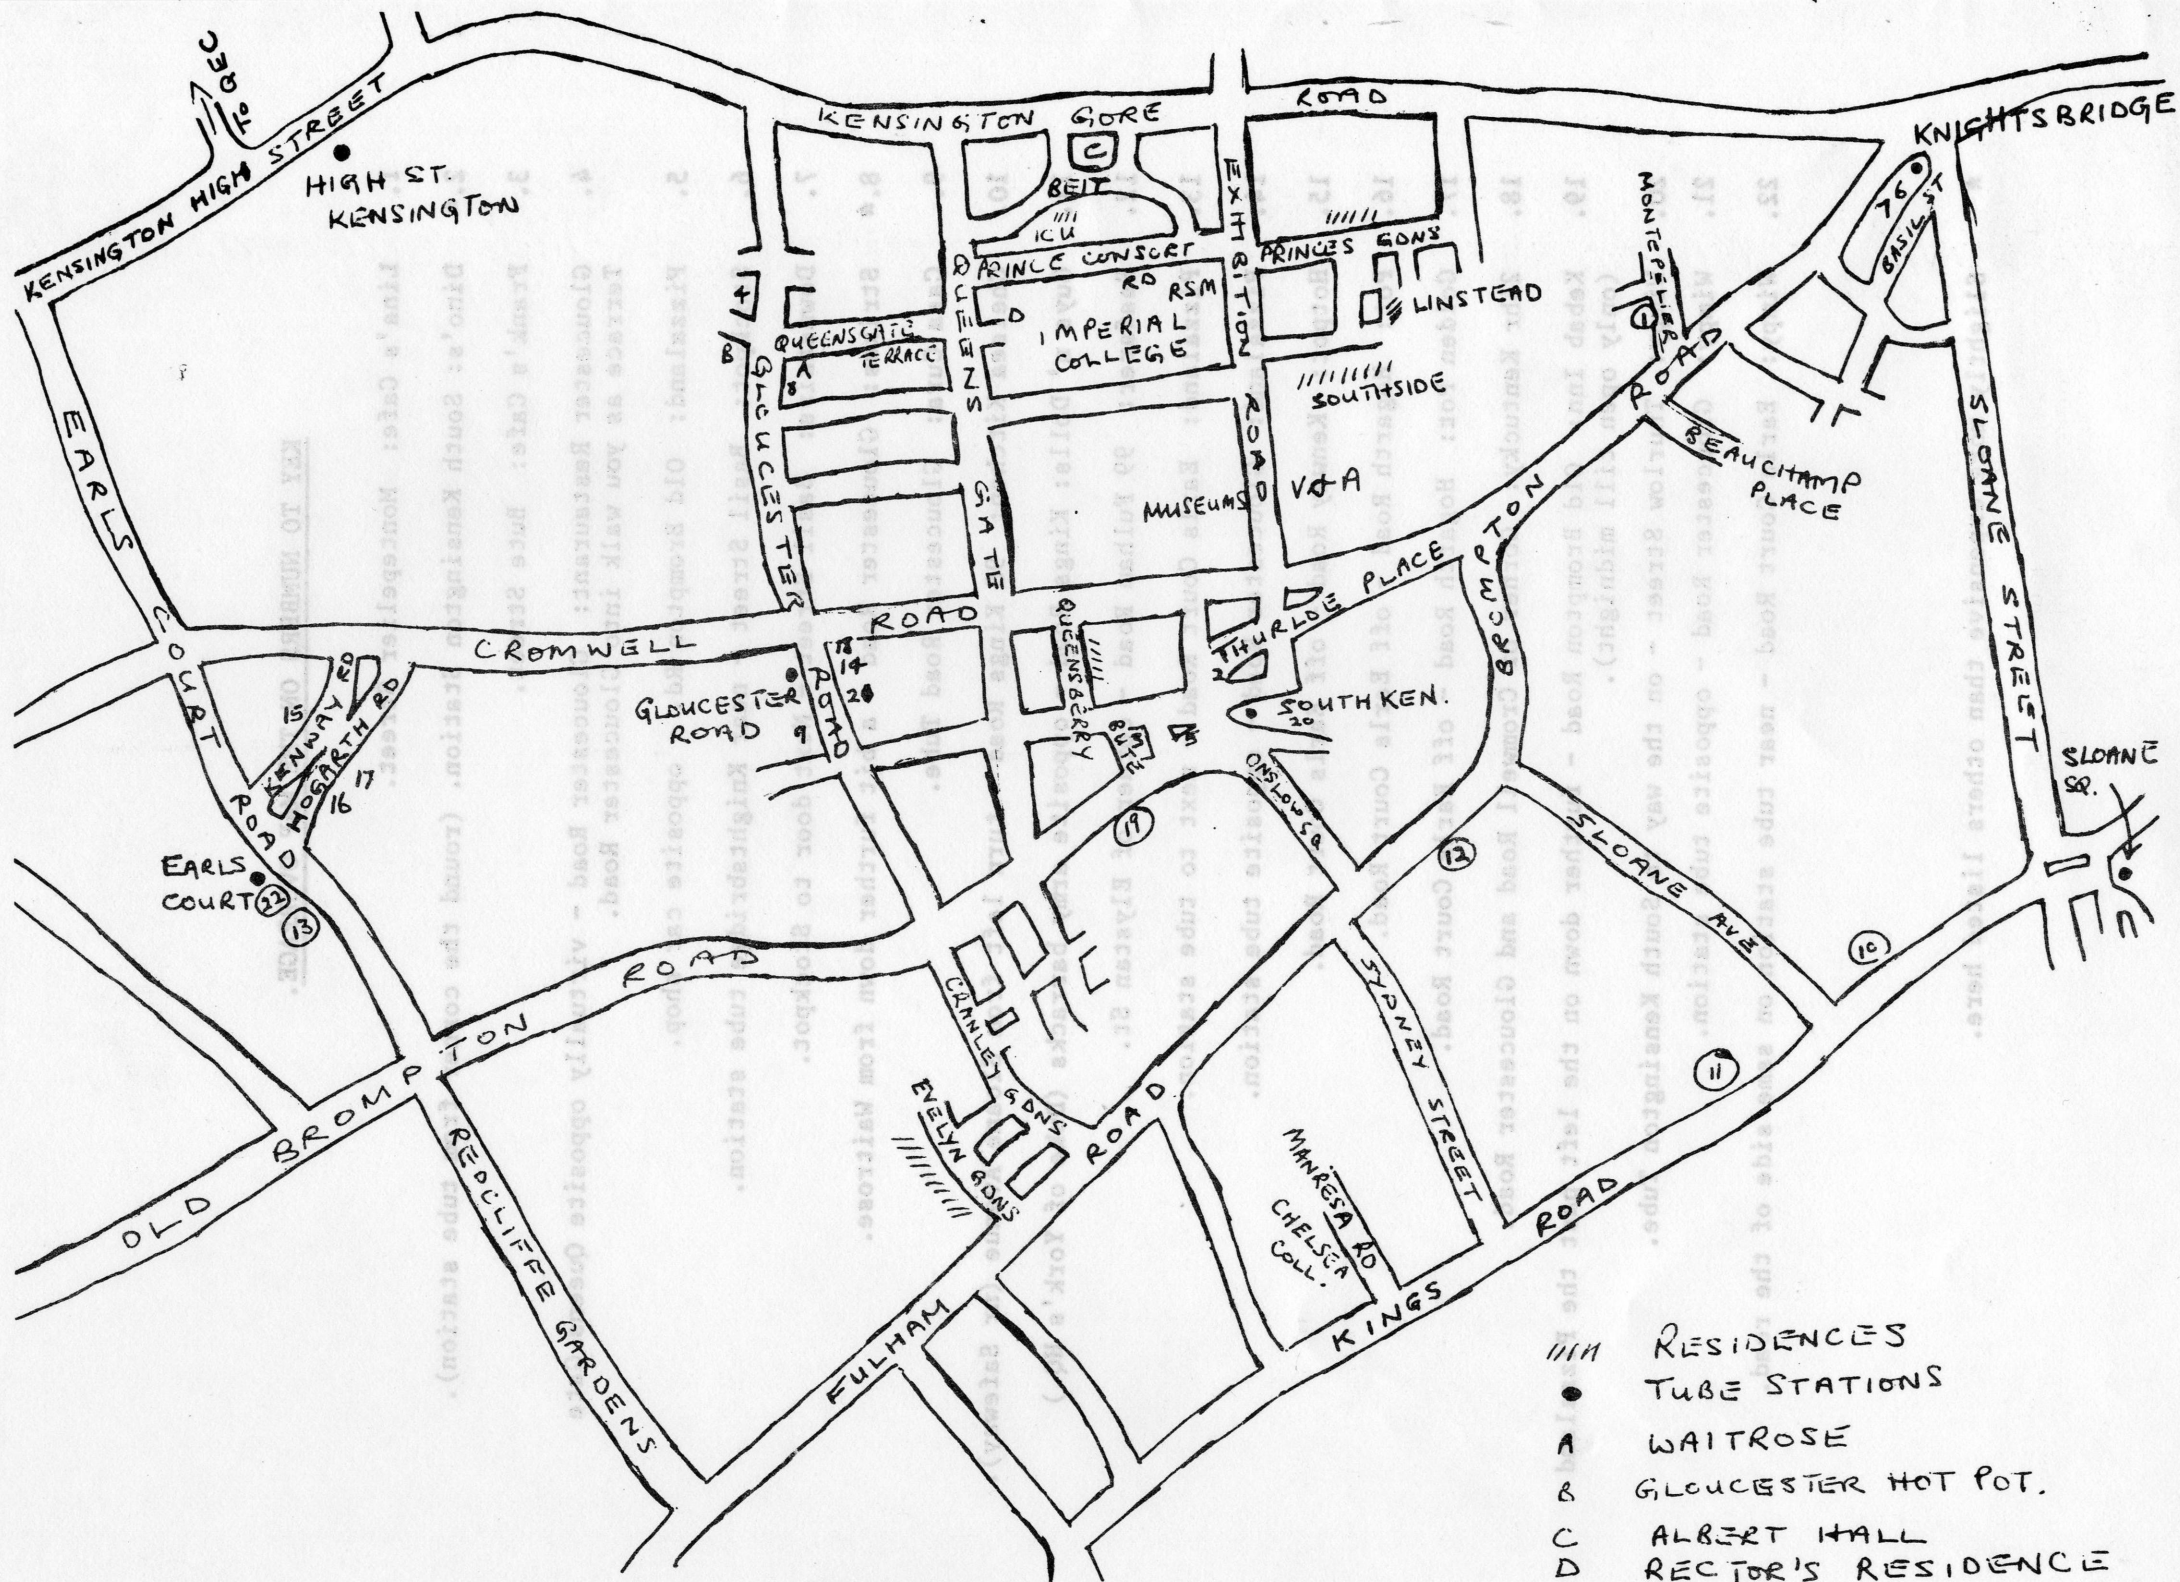 TO QEC
KENSINGTON HIGH STREET
HIGH ST.
KENSINGTON
KENSINGTON GORE
ROAD
KNIGHTSBRIDGE
C
BEIT
ICU
D
PRINCE CONSORT
RD
RSM
D
IMPERIAL
COLLEGE
EXHIBITION
ROAD
PRINCES GDNS
LINSTEAD
SOUTHSIDE
MONTEPELIER
1
76
BASIL ST
4
B
QUEENSGATE
TERRACE
A
8
QUEENS
GATE
GLOUCESTER
ROAD
MUSEUMS
V&A
BROMPTON
ROAD
BEAUCHAMP
PLACE
SLOANE STREET
SLOANE
SQ.
EARLS
COURT
ROAD
CROMWELL
ROAD
QUEENSBERRY
THURLOE PLACE
2
SOUTH KEN.
20
BUTE
3
5
18
14
21
9
GLOUCESTER
ROAD
15
KENWAY RD
HOGARTH RD
17
16
EARLS
COURT
22
13
19
ONSLOW SQ
12
SLOANE AVE
10
11
OLD BROMPTON ROAD
CRANLEY GDNS
EVELYN GDNS
REDCLIFFE GARDENS
FULHAM ROAD
SYDNEY STREET
MANRESA RD
CHELSEA
COLL.
KINGS ROAD
RESIDENCES
TUBE STATIONS
A WAITROSE
B GLOUCESTER HOT POT.
C ALBERT HALL
D RECTOR'S RESIDENCE